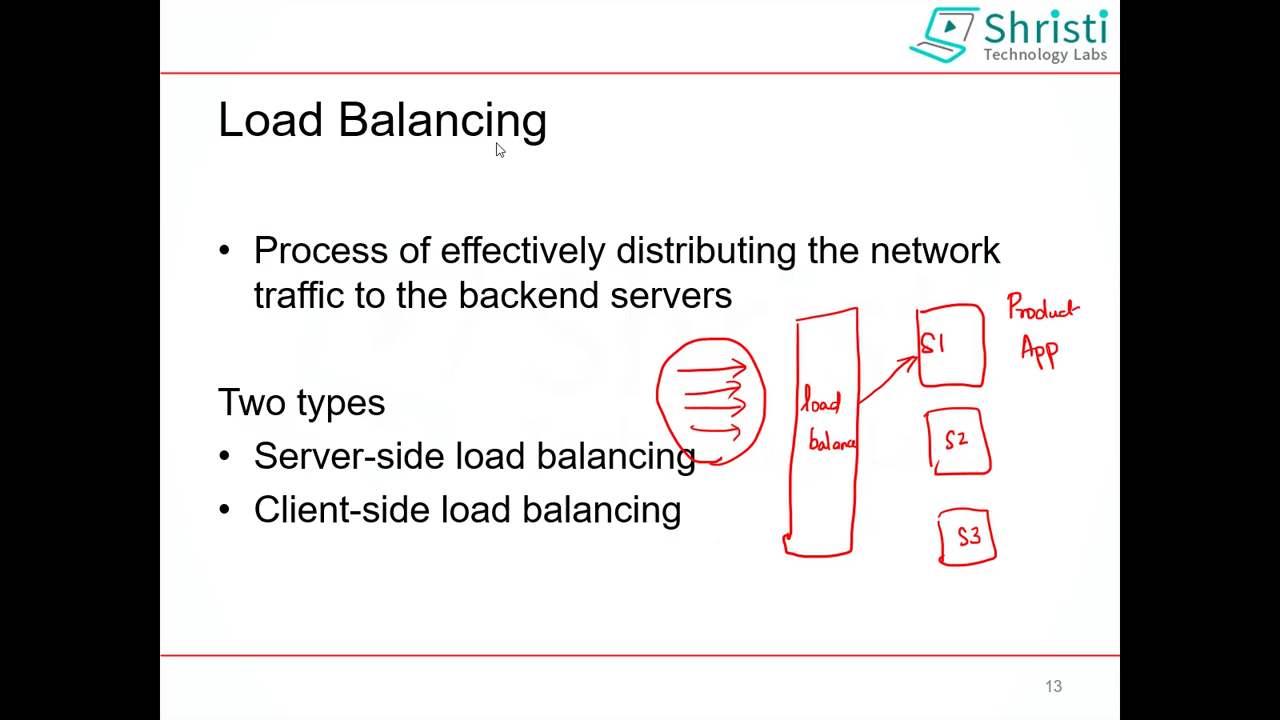 Shristi
Technology Labs
Load Balancing
• Process of effectively distributing the network
traffic to the backend servers
Product
App
S1
load
balance
S2
S3
Two types
• Server-side load balancing
• Client-side load balancing
13